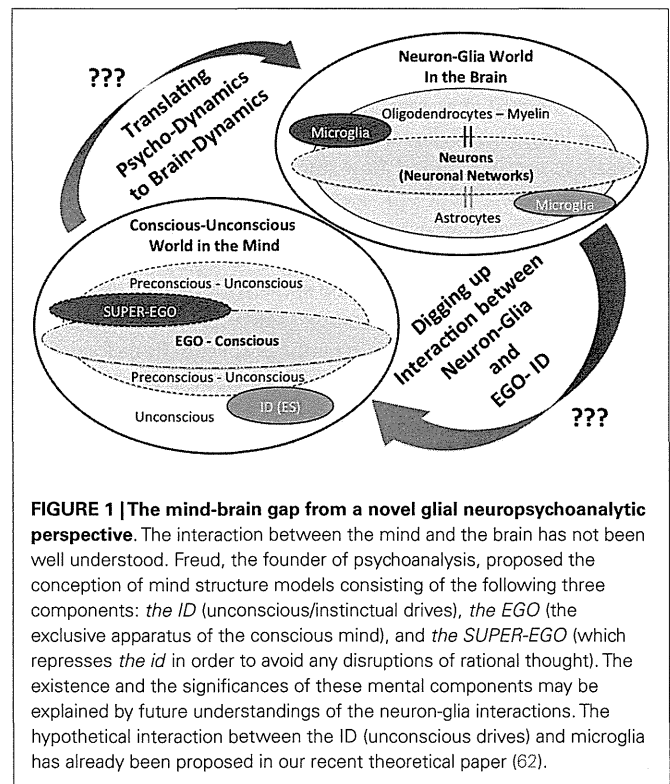 ???
Translating
Psycho-Dynamics
to Brain-Dynamics
Neuron-Glia World
In the Brain
Oligodendrocytes – Myelin
Microglia
Neurons
(Neuronal Networks)
Microglia
Astrocytes
Conscious-Unconscious
World in the Mind
Preconscious - Unconscious
SUPER-EGO
EGO - Conscious
Preconscious - Unconscious
Unconscious
ID (ES)
Digging up
Interaction between
Neuron-Glia
and
EGO- ID
???
FIGURE 1 | The mind-brain gap from a novel glial neuropsychoanalytic
perspective. The interaction between the mind and the brain has not been
well understood. Freud, the founder of psychoanalysis, proposed the
conception of mind structure models consisting of the following three
components: the ID (unconscious/instinctual drives), the EGO (the
exclusive apparatus of the conscious mind), and the SUPER-EGO (which
represses the id in order to avoid any disruptions of rational thought). The
existence and the significances of these mental components may be
explained by future understandings of the neuron-glia interactions. The
hypothetical interaction between the ID (unconscious drives) and microglia
has already been proposed in our recent theoretical paper (62).